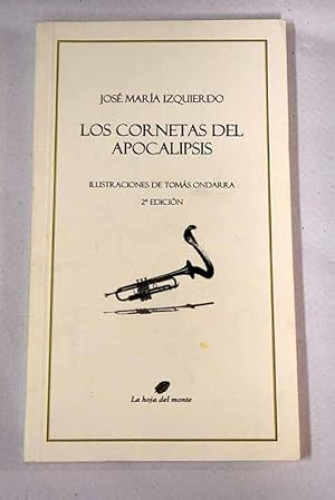 JOSÉ MARÍA IZQUIERDO
LOS CORNETAS DEL
APOCALIPSIS
ILUSTRACIONES DE TOMÁS ONDARRA
2ª EDICIÓN
La hoja del monte